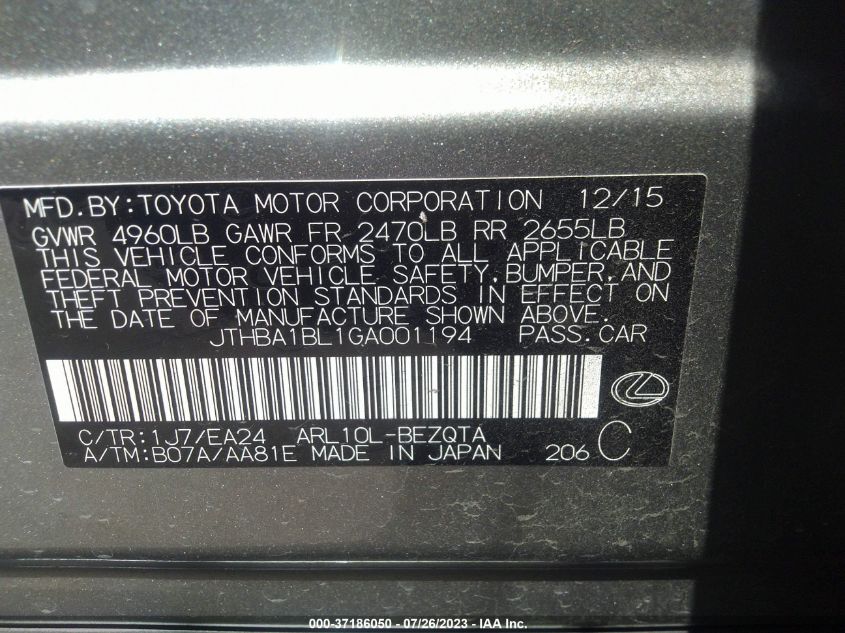 MFD.BY:TOYOTA MOTOR CORPORATION 12/15
GVWR 4960LB GAWR FR 2470LB RR 2655LB
THIS VEHICLE CONFORMS TO ALL APPLICABLE
FEDERAL MOTOR VEHICLE SAFETY,BUMPER,AND
THEFT PREVENTION STANDARDS IN EFFECT ON
THE DATE OF MANUFACTURE SHOWN ABOVE.
JTHBA1BL1GA001194 PASS.CAR
C/TR:1J7/EA24 ARL10L-BEZQTA
A/TM:B07A/AA81E MADE IN JAPAN 206 C
000-37186050 / 07/26/2023 - IAA Inc.